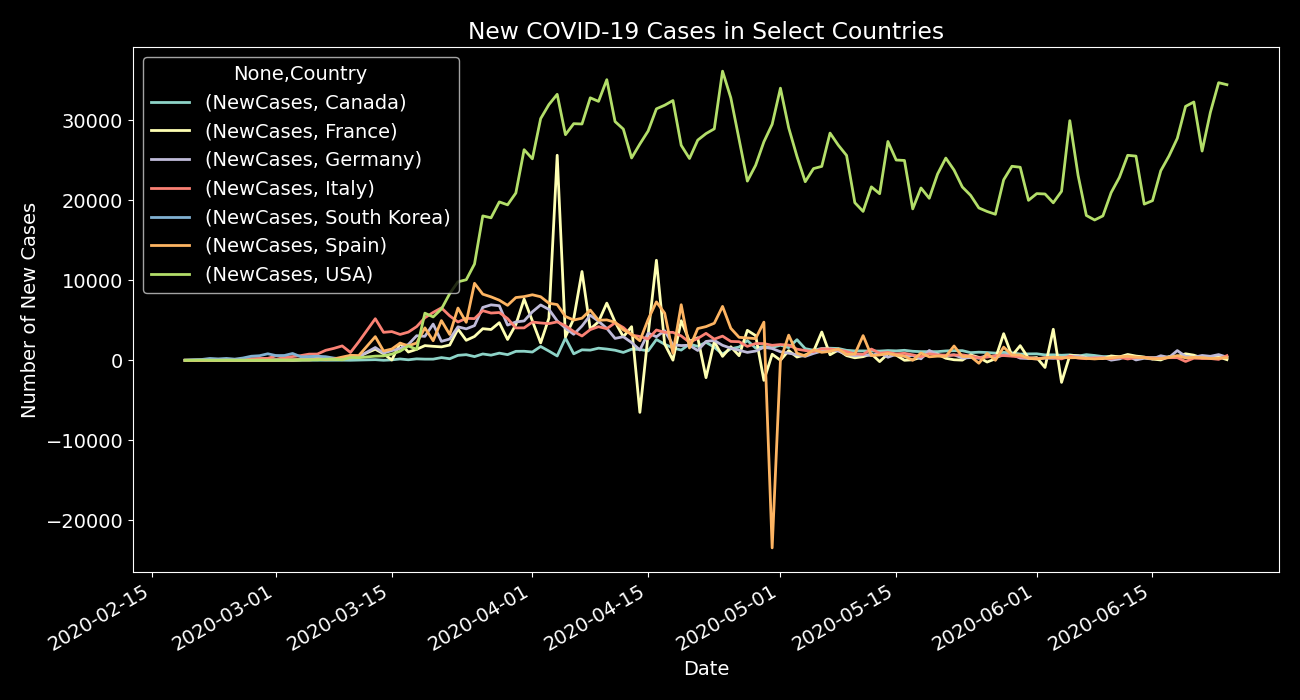 New COVID-19 Cases in Select Countries
None,Country
(NewCases, Canada)
(NewCases, France)
(NewCases, Germany)
(NewCases, Italy)
(NewCases, South Korea)
(NewCases, Spain)
(NewCases, USA)
Number of New Cases
30000
20000
10000
0
−10000
−20000
2020-02-15
2020-03-01
2020-03-15
2020-04-01
2020-04-15
2020-05-01
2020-05-15
2020-06-01
2020-06-15
Date